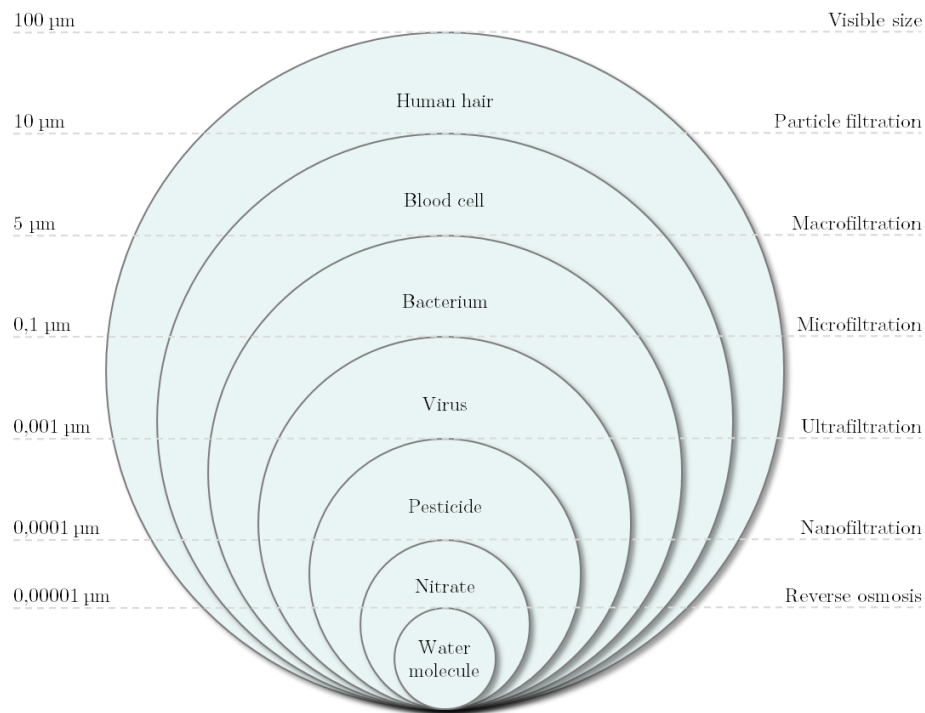 100 µm
Visible size
Human hair
10 µm
Particle filtration
Blood cell
5 µm
Macrofiltration
Bacterium
0,1 µm
Microfiltration
Virus
0,001 µm
Ultrafiltration
Pesticide
0,0001 µm
Nanofiltration
Nitrate
0,00001 µm
Reverse osmosis
Water
molecule